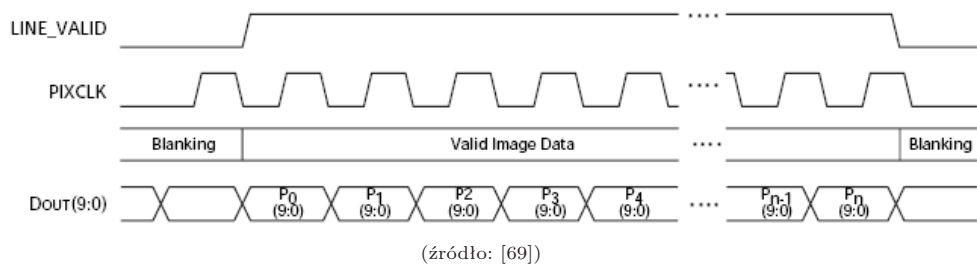 LINE_VALID ....
PIXCLK ....
Blanking Valid Image Data .... Blanking
DOUT(9:0) P0 (9:0) P1 (9:0) P2 (9:0) P3 (9:0) P4 (9:0) .... Pn-1 (9:0) Pn (9:0)
(źródło: [69])